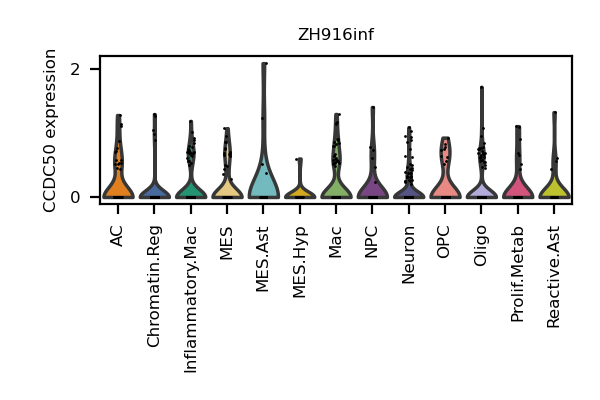 ZH916inf
CCDC50 expression
2
0
AC
Chromatin.Reg
Inflammatory.Mac
MES
MES.Ast
MES.Hyp
Mac
NPC
Neuron
OPC
Oligo
Prolif.Metab
Reactive.Ast